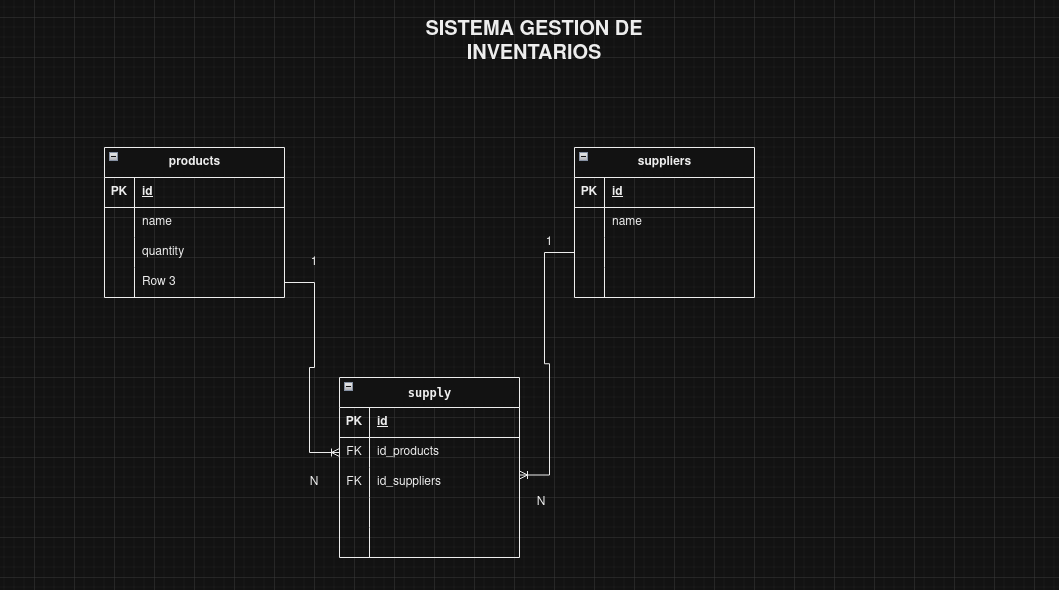 SISTEMA GESTION DE
INVENTARIOS
products
PK id
name
quantity
Row 3
1
suppliers
PK id
name
1
supply
PK id
FK id_products
FK id_suppliers
N
N